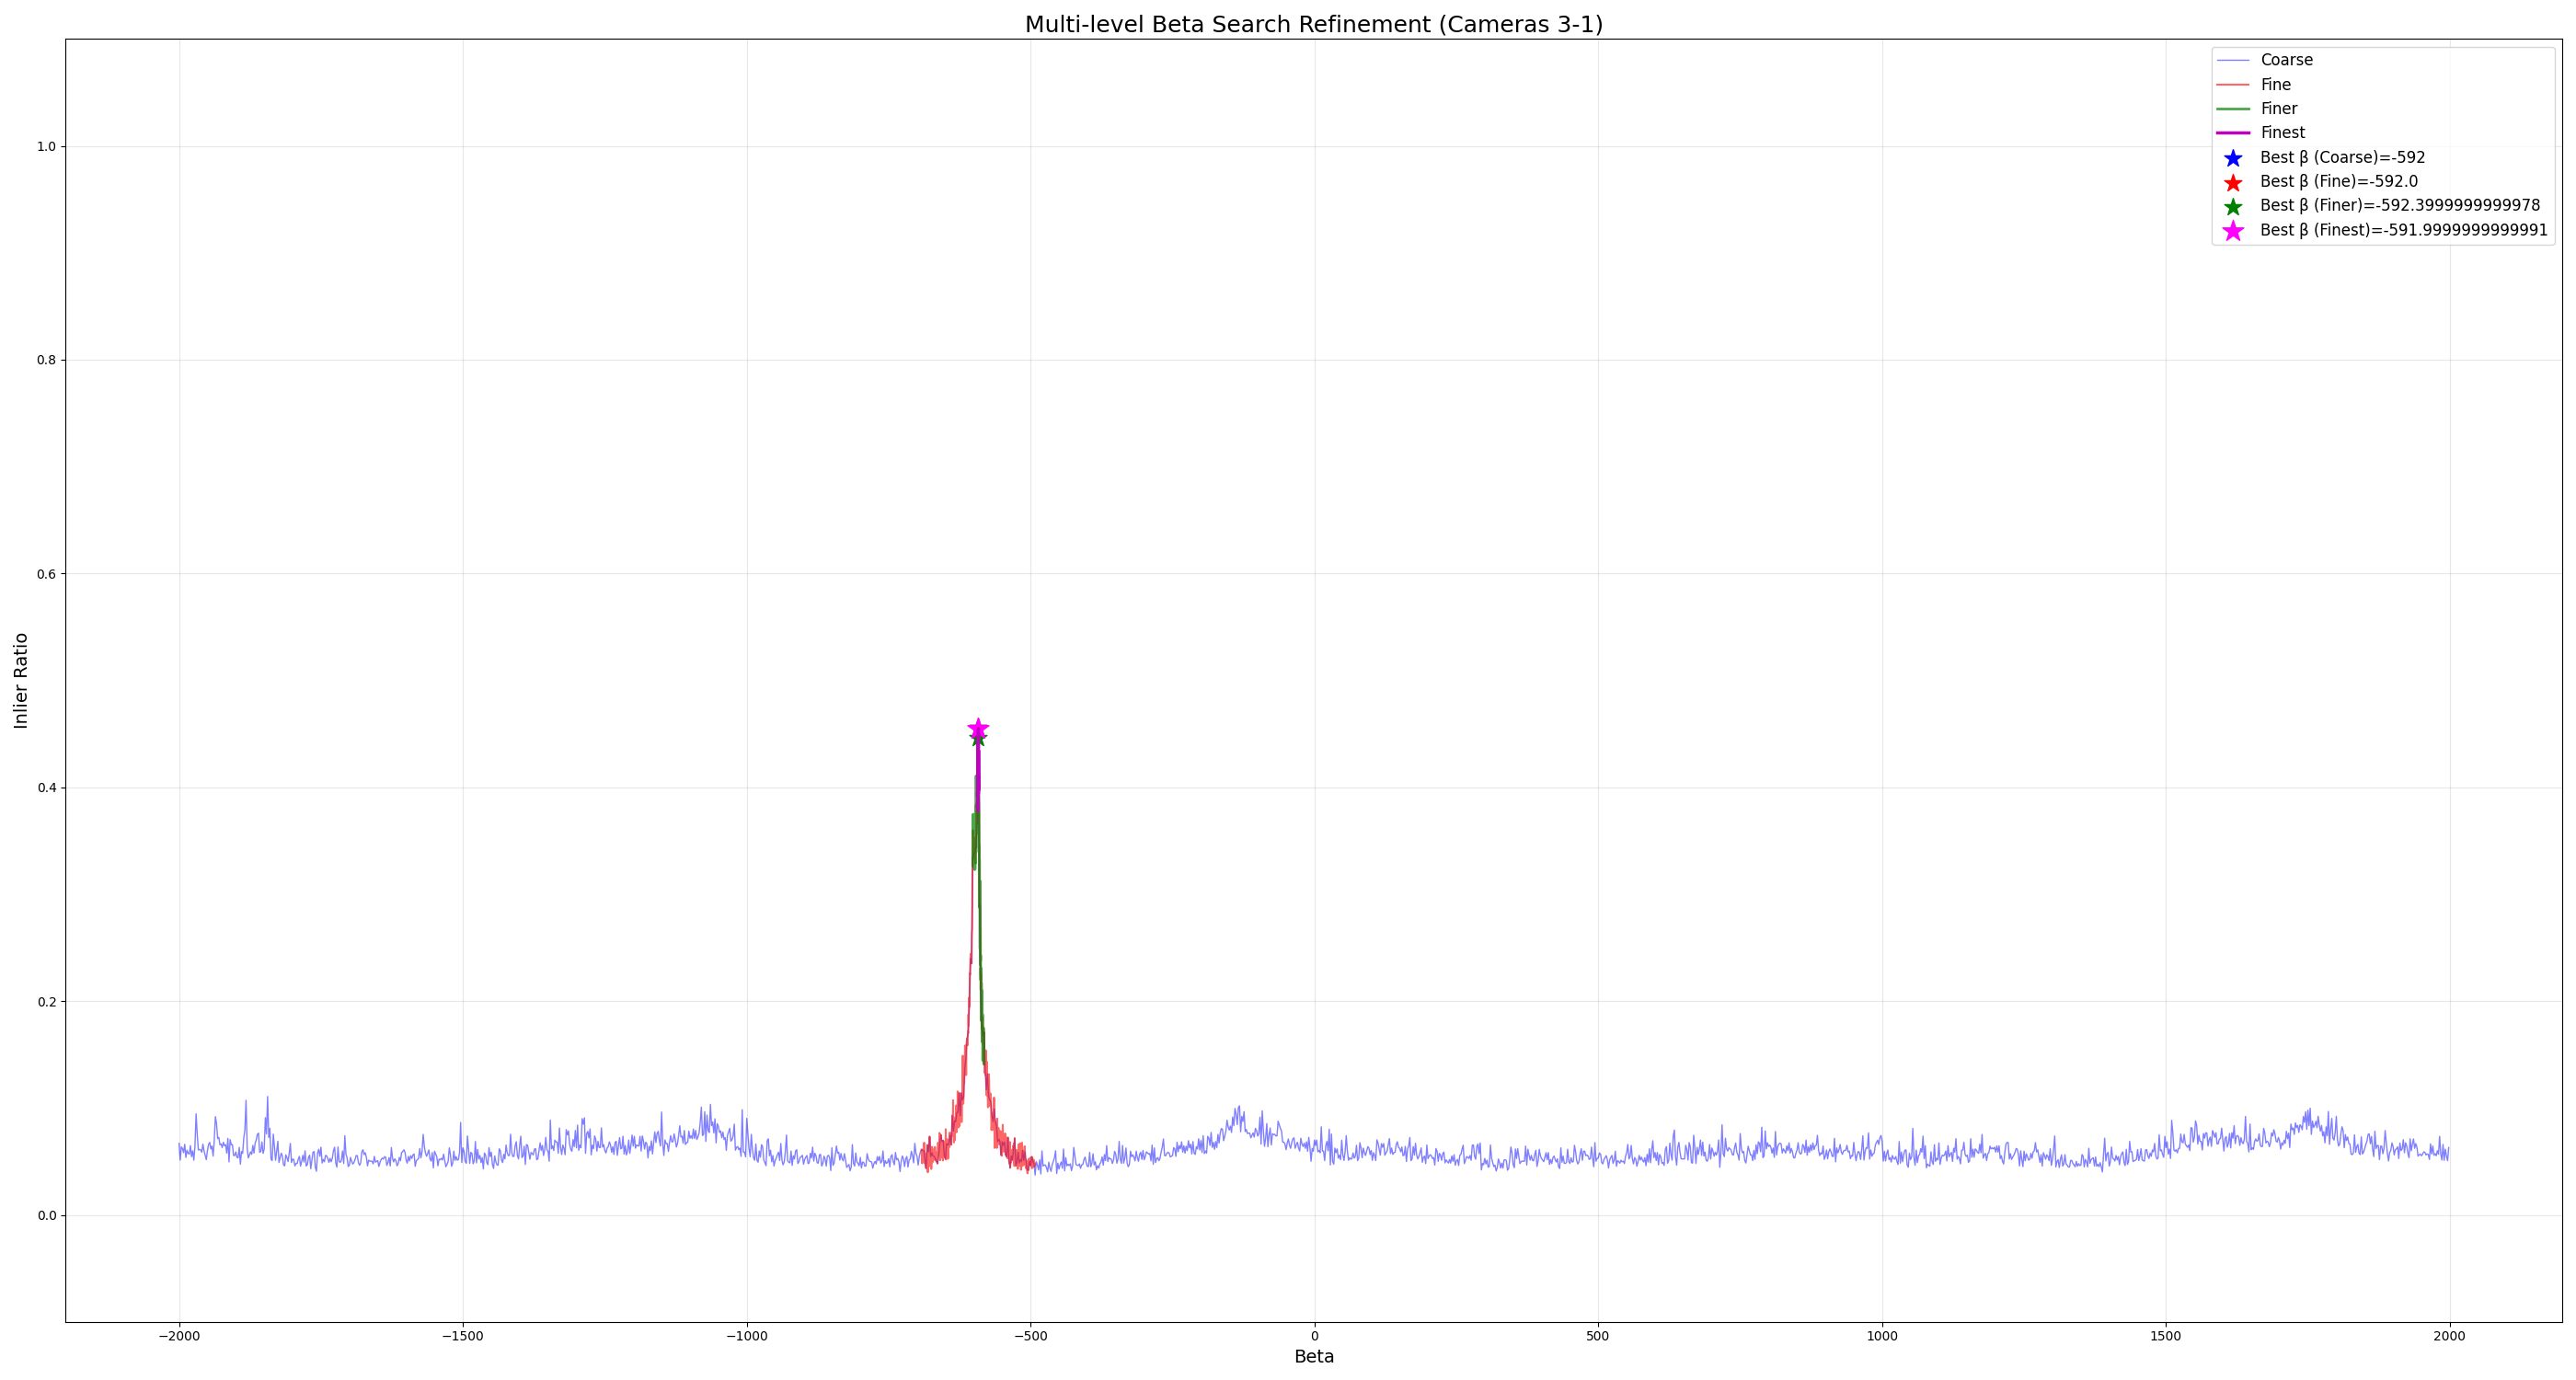 Multi-level Beta Search Refinement (Cameras 3-1)
Coarse
Fine
Finer
Finest
Best β (Coarse)=-592
Best β (Fine)=-592.0
Best β (Finer)=-592.3999999999978
Best β (Finest)=-591.9999999999991
1.0
0.8
0.6
0.4
0.2
0.0
Inlier Ratio
−2000
−1500
−1000
−500
0
500
1000
1500
2000
Beta